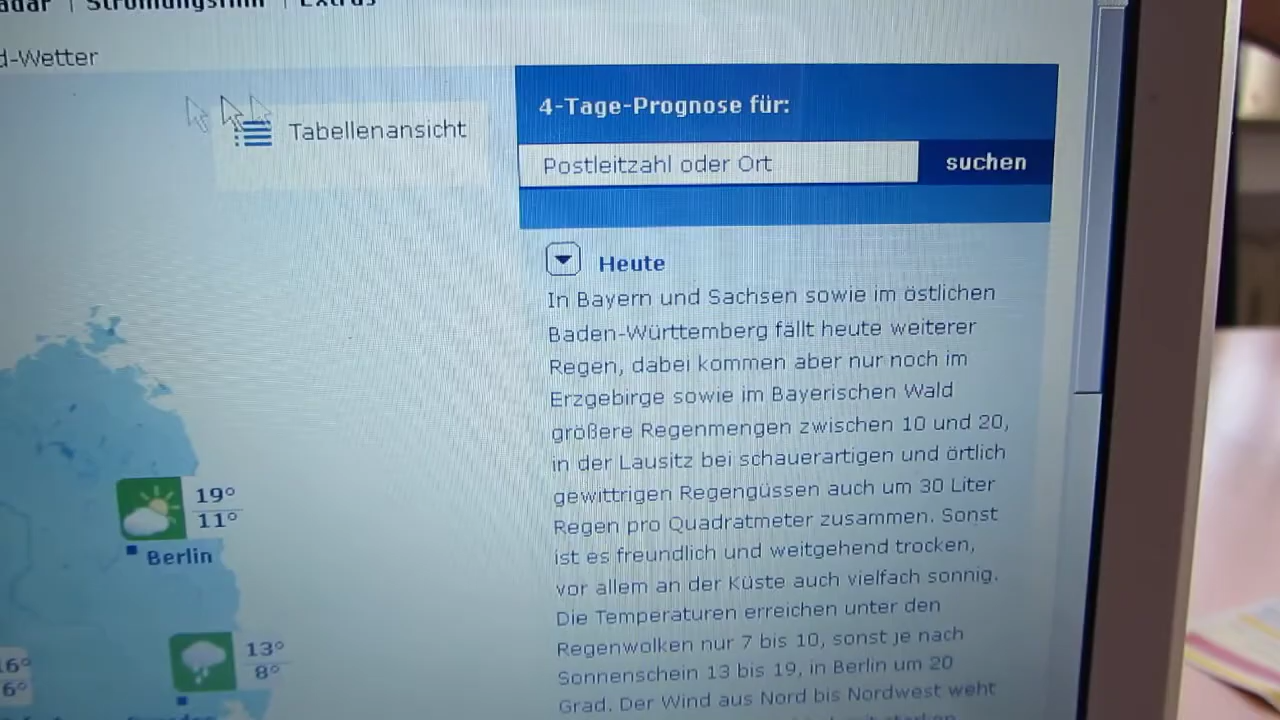 Strömungsfilm | Extras
d-Wetter
Tabellenansicht
4-Tage-Prognose für:
Postleitzahl oder Ort
suchen
Heute
In Bayern und Sachsen sowie im östlichen
Baden-Württemberg fällt heute weiterer
Regen, dabei kommen aber nur noch im
Erzgebirge sowie im Bayerischen Wald
größere Regenmengen zwischen 10 und 20,
in der Lausitz bei schauerartigen und örtlich
gewittrigen Regengüssen auch um 30 Liter
Regen pro Quadratmeter zusammen. Sonst
ist es freundlich und weitgehend trocken,
vor allem an der Küste auch vielfach sonnig.
Die Temperaturen erreichen unter den
Regenwolken nur 7 bis 10, sonst je nach
Sonnenschein 13 bis 19, in Berlin um 20
Grad. Der Wind aus Nord bis Nordwest weht
19°
11°
Berlin
13°
8°
16°
6°